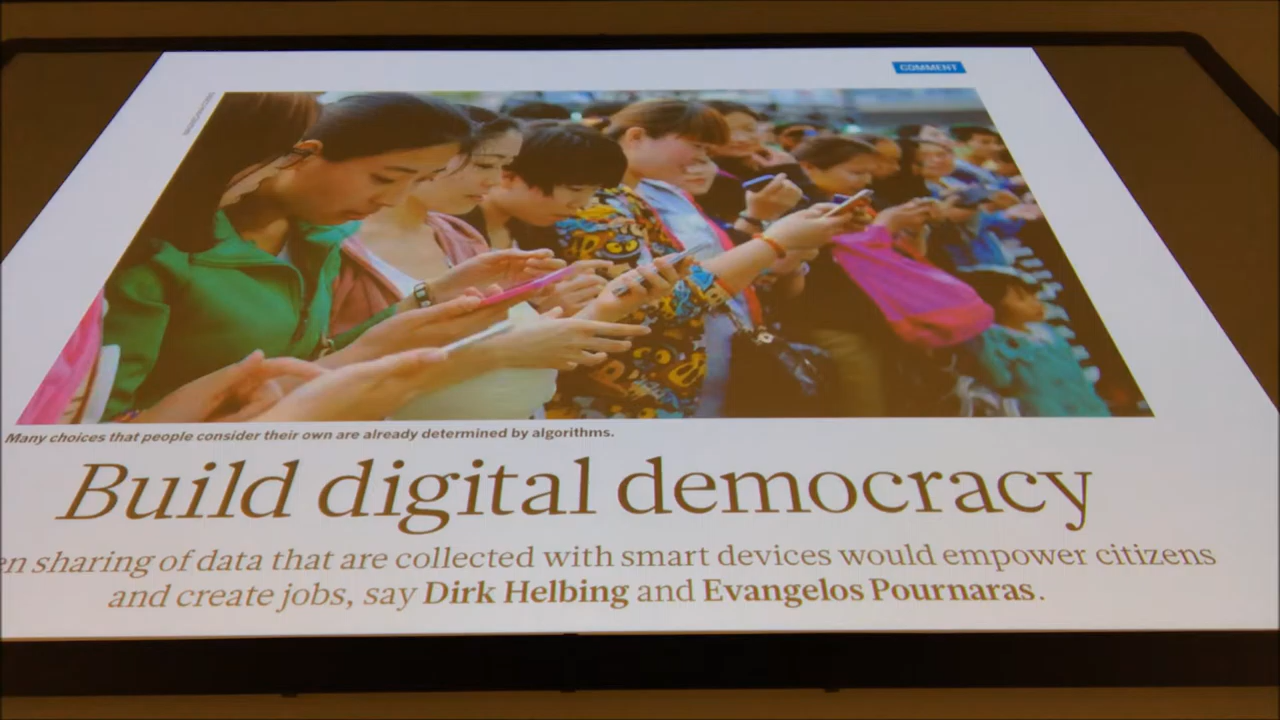 COMMENT
Many choices that people consider their own are already determined by algorithms.
Build digital democracy
en sharing of data that are collected with smart devices would empower citizens
and create jobs, say Dirk Helbing and Evangelos Pournaras.